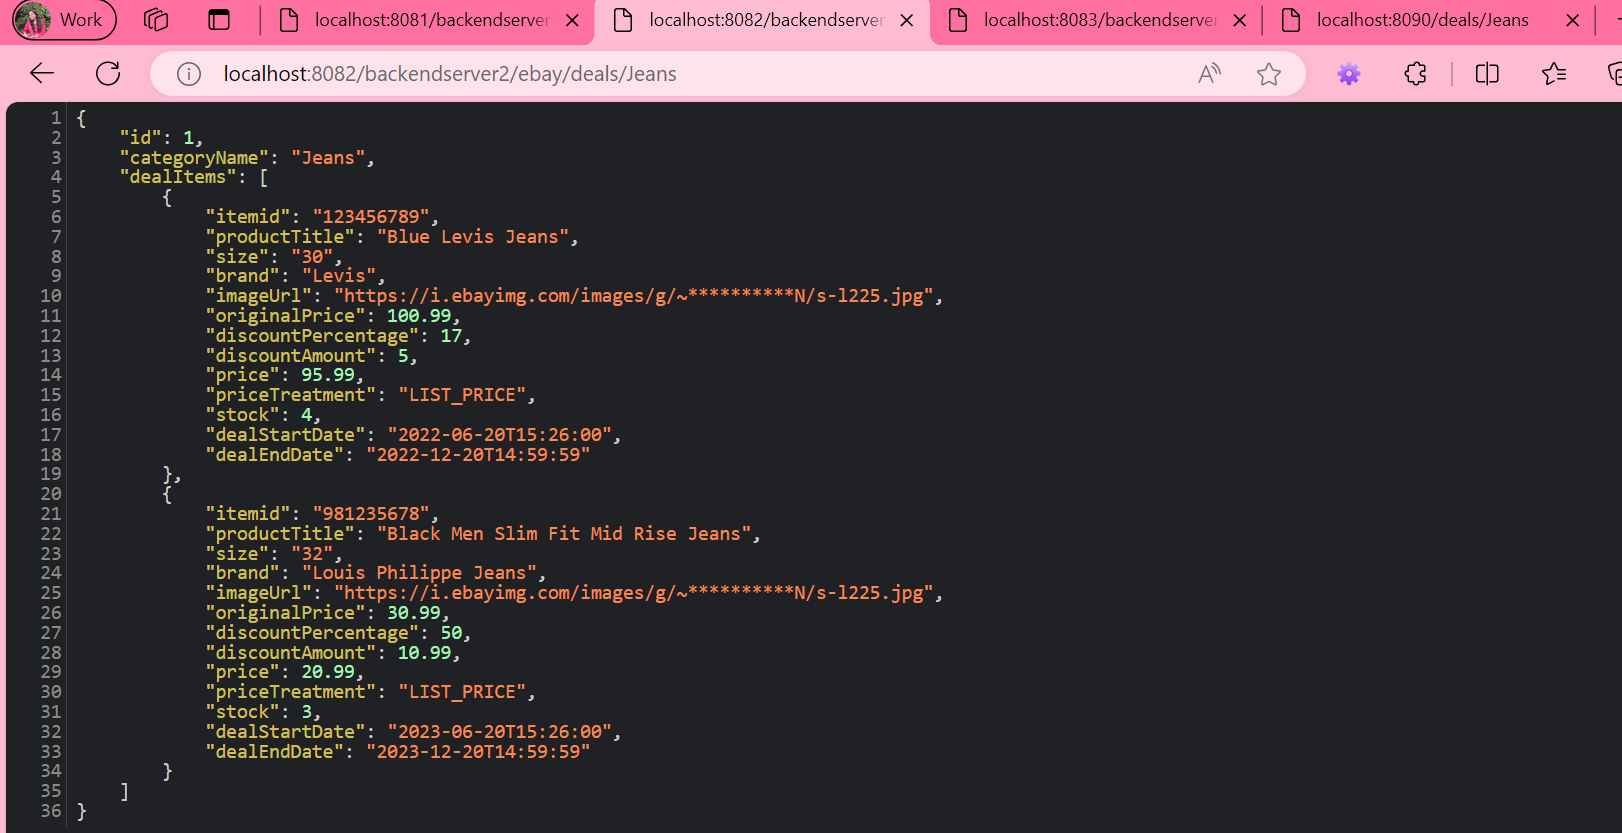 Work
localhost:8081/backendserver
localhost:8082/backendserver
localhost:8083/backendserver
localhost:8090/deals/Jeans
localhost:8082/backendserver2/ebay/deals/Jeans
1 {
2 "id": 1,
3 "categoryName": "Jeans",
4 "dealItems": [
5 {
6 "itemid": "123456789",
7 "productTitle": "Blue Levis Jeans",
8 "size": "30",
9 "brand": "Levis",
10 "imageUrl": "https://i.ebayimg.com/images/g/~**********N/s-l225.jpg",
11 "originalPrice": 100.99,
12 "discountPercentage": 17,
13 "discountAmount": 5,
14 "price": 95.99,
15 "priceTreatment": "LIST_PRICE",
16 "stock": 4,
17 "dealStartDate": "2022-06-20T15:26:00",
18 "dealEndDate": "2022-12-20T14:59:59"
19 },
20 {
21 "itemid": "981235678",
22 "productTitle": "Black Men Slim Fit Mid Rise Jeans",
23 "size": "32",
24 "brand": "Louis Philippe Jeans",
25 "imageUrl": "https://i.ebayimg.com/images/g/~**********N/s-l225.jpg",
26 "originalPrice": 30.99,
27 "discountPercentage": 50,
28 "discountAmount": 10.99,
29 "price": 20.99,
30 "priceTreatment": "LIST_PRICE",
31 "stock": 3,
32 "dealStartDate": "2023-06-20T15:26:00",
33 "dealEndDate": "2023-12-20T14:59:59"
34 }
35 ]
36 }